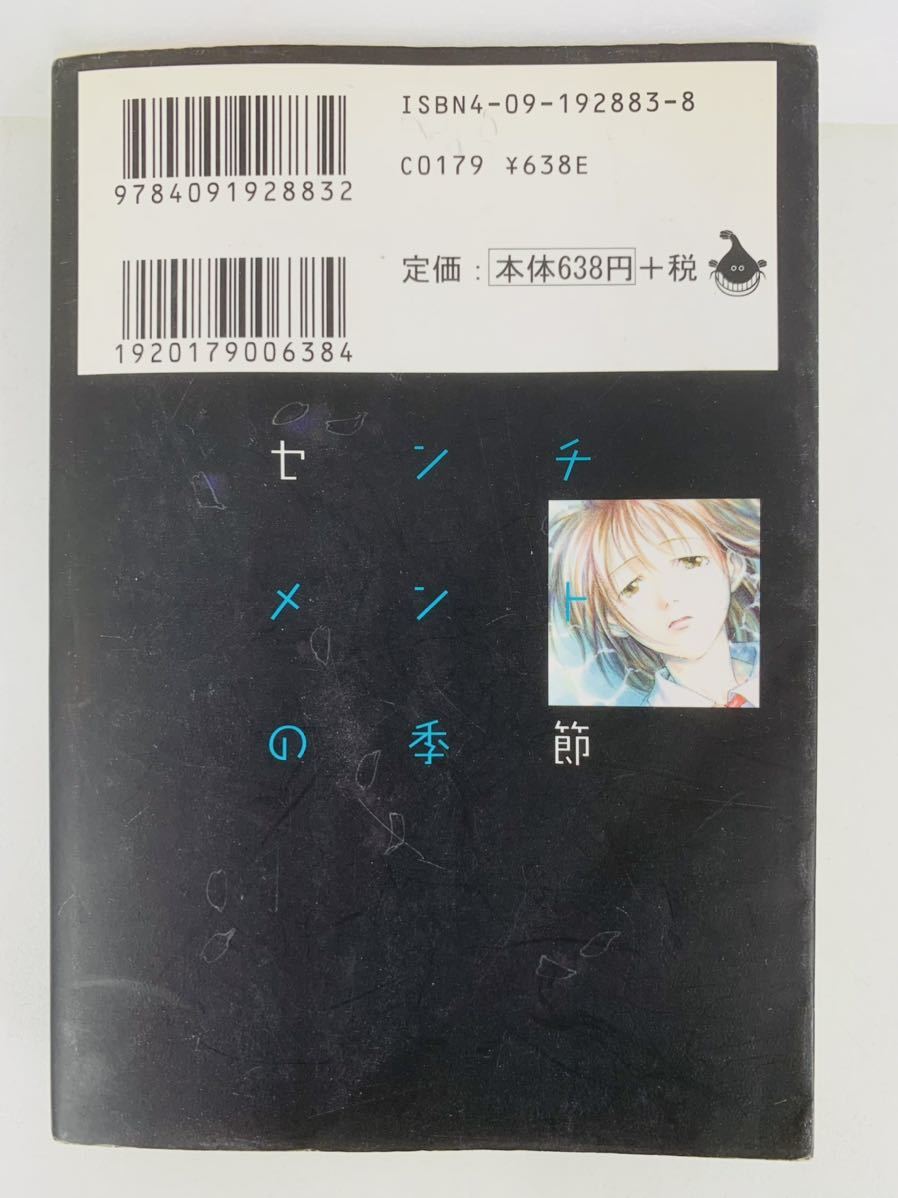 ISBN4-09-192883-8
C0179 ¥638E
9784091928832
定価：本体638円＋税
1920179006384
センチ
メント
の季節